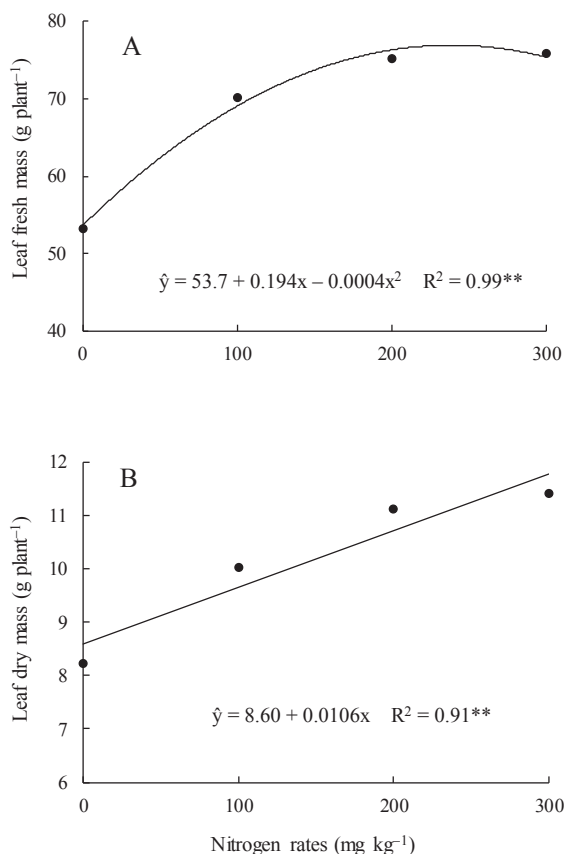 80
A
70
Leaf fresh mass (g plant⁻¹)
60
50
ŷ = 53.7 + 0.194x – 0.0004x² R² = 0.99**
40
0 100 200 300
12
B
11
10
Leaf dry mass (g plant⁻¹)
9
8
ŷ = 8.60 + 0.0106x R² = 0.91**
7
6
0 100 200 300
Nitrogen rates (mg kg⁻¹)